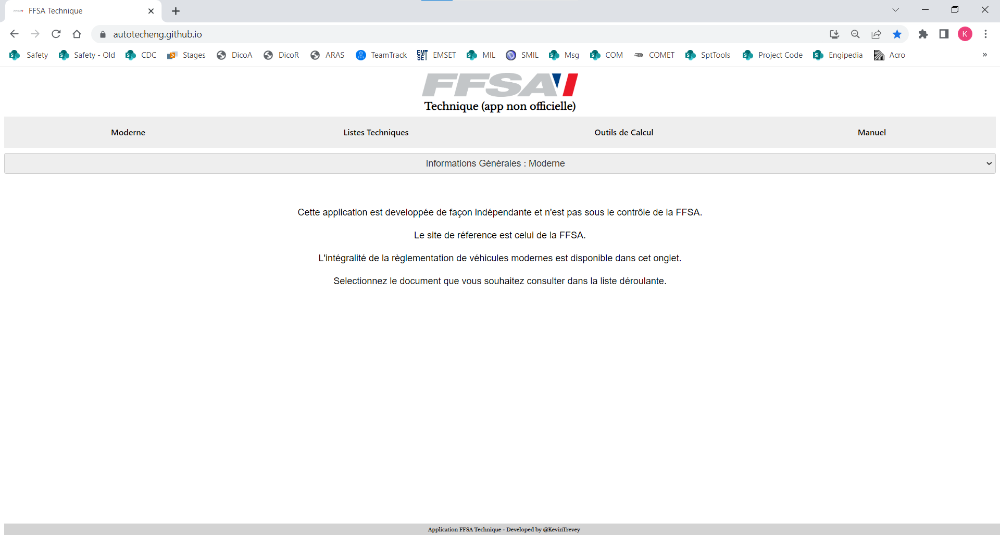 FFSA Technique
autotecheng.github.io
K
Safety Safety - Old CDC Stages DicoA DicoR ARAS TeamTrack EMSET MIL SMIL Msg COM COMET SptTools Project Code Engipedia Acro »
FFSA
Technique (app non officielle)
Moderne Listes Techniques Outils de Calcul Manuel
Informations Générales : Moderne
Cette application est developpée de façon indépendante et n'est pas sous le contrôle de la FFSA.
Le site de réference est celui de la FFSA.
L'intégralité de la règlementation de véhicules modernes est disponible dans cet onglet.
Selectionnez le document que vous souhaitez consulter dans la liste déroulante.
Application FFSA Technique - Developed by @KevinTrevey